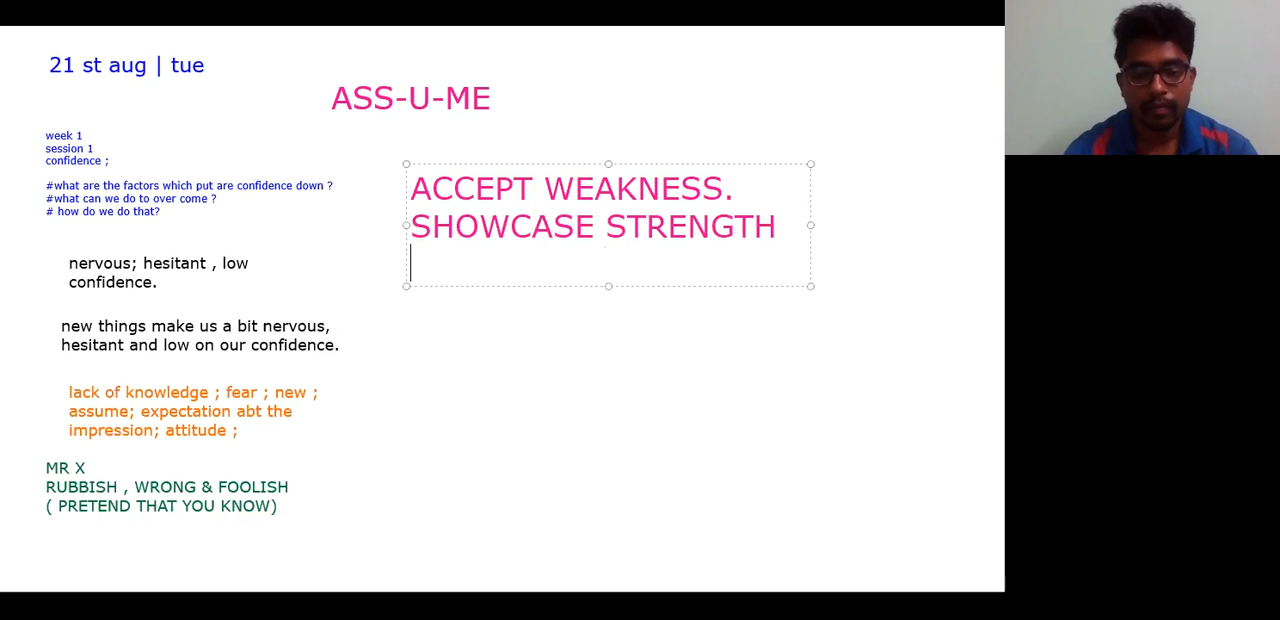 21 st aug | tue
ASS-U-ME
week 1
session 1
confidence ;
#what are the factors which put are confidence down ?
#what can we do to over come ?
# how do we do that?
ACCEPT WEAKNESS.
SHOWCASE STRENGTH
nervous; hesitant , low
confidence.
new things make us a bit nervous,
hesitant and low on our confidence.
lack of knowledge ; fear ; new ;
assume; expectation abt the
impression; attitude ;
MR X
RUBBISH , WRONG & FOOLISH
( PRETEND THAT YOU KNOW)